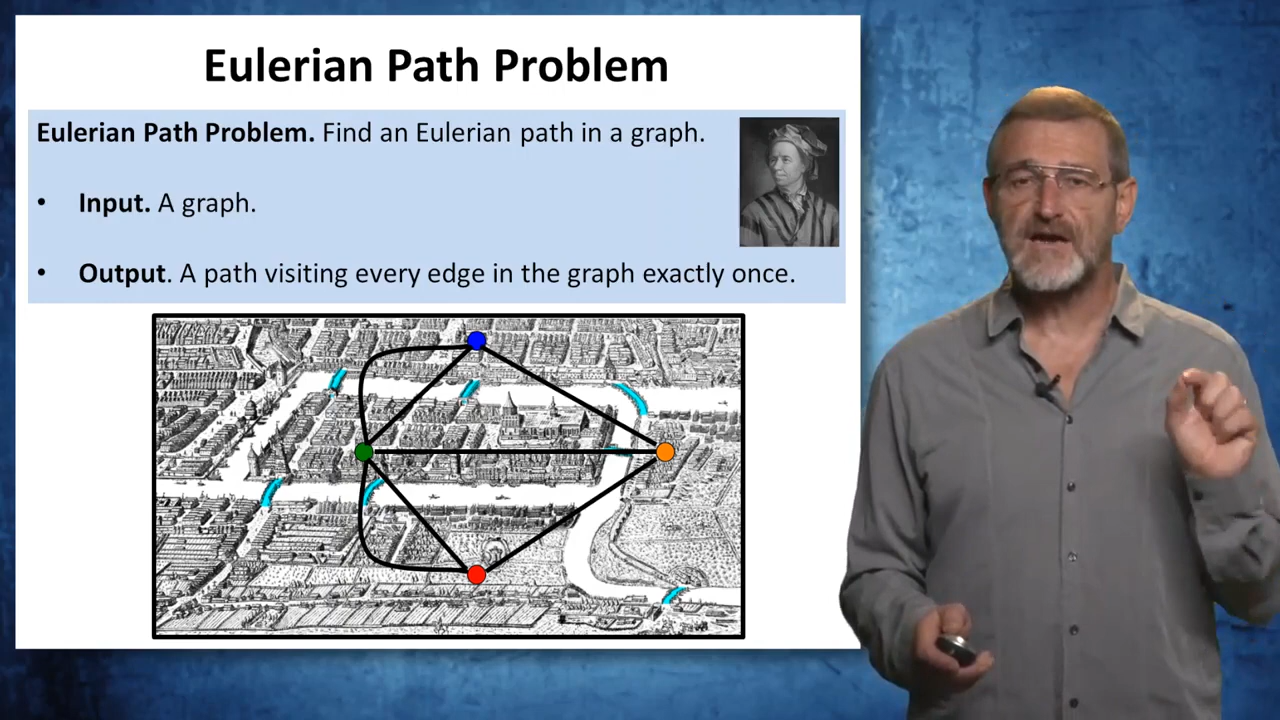 Eulerian Path Problem
Eulerian Path Problem. Find an Eulerian path in a graph.
• Input. A graph.
• Output. A path visiting every edge in the graph exactly once.